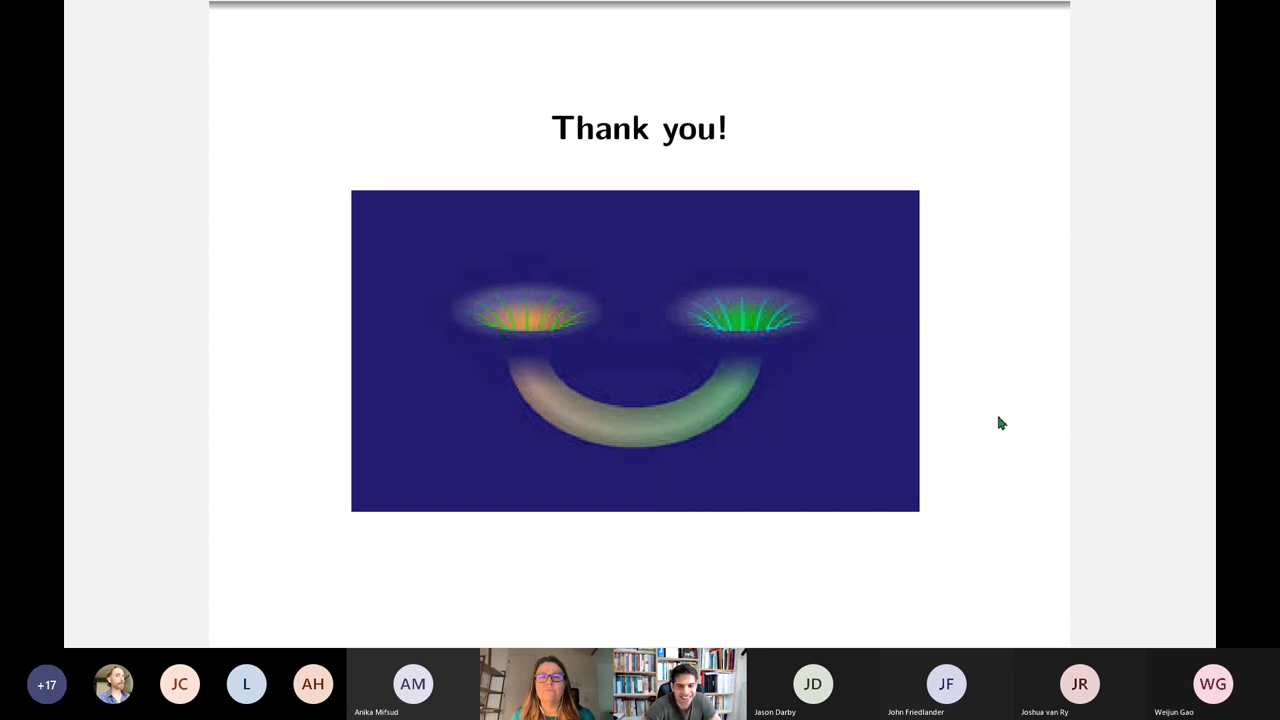 Thank you!
+17
JC
L
AH
AM
JD
JF
JR
WG
Anika Mifsud
Jason Darby
John Friedlander
Joshua van Ry
Weijun Gao